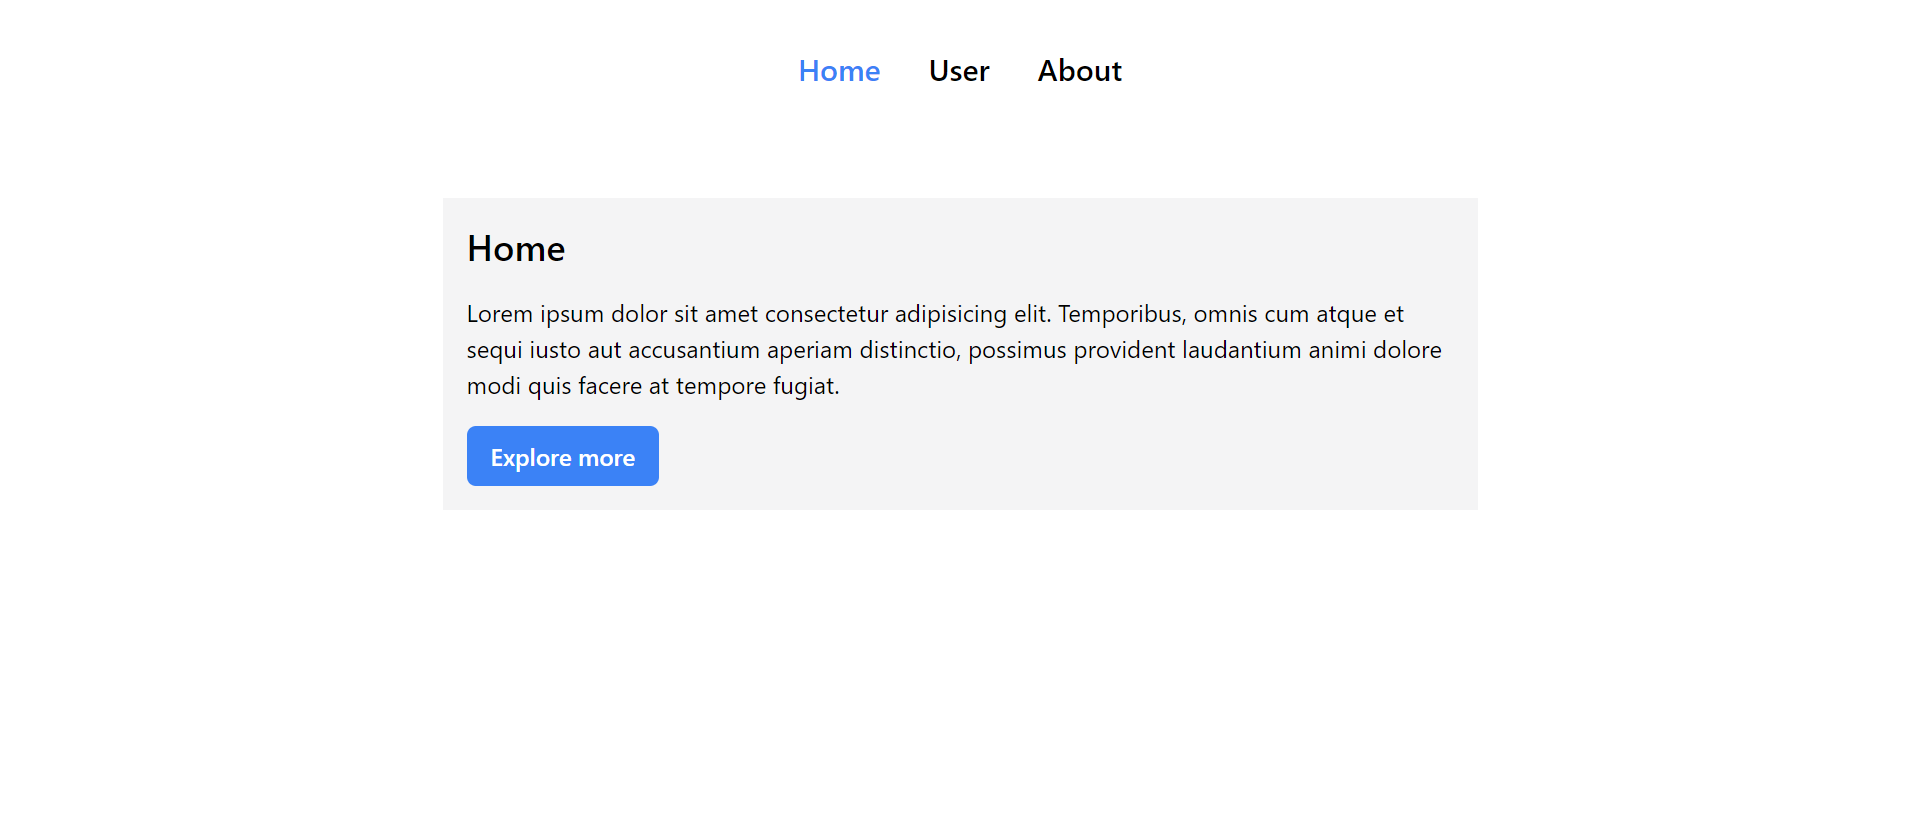 Home User About
Home
Lorem ipsum dolor sit amet consectetur adipisicing elit. Temporibus, omnis cum atque et
sequi iusto aut accusantium aperiam distinctio, possimus provident laudantium animi dolore
modi quis facere at tempore fugiat.
Explore more